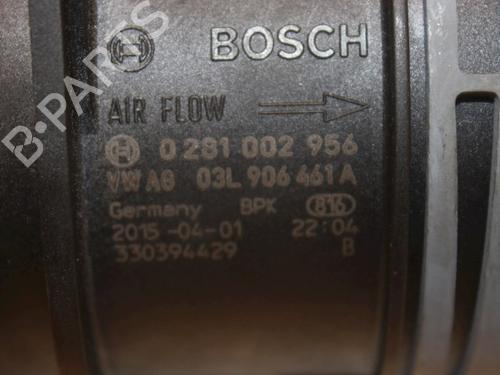 BOSCH
AIR FLOW
0 281 002 956
VW AG 03L 906 461 A
Germany BPK 816
2015-04-01 22:04
330394429 B
B-PARTS